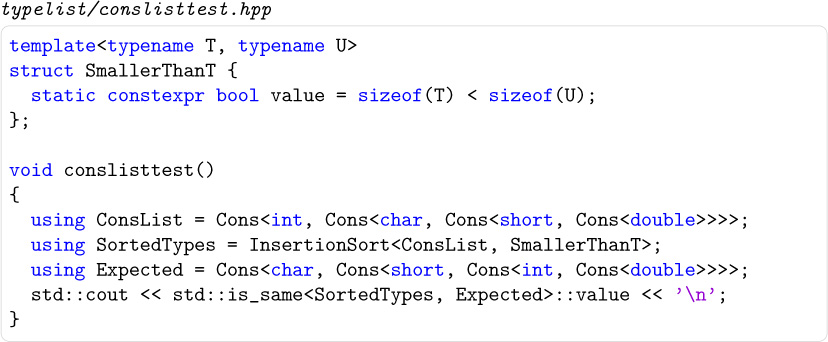 typelist/conslisttest.hpp
template<typename T, typename U>
struct SmallerThanT {
  static constexpr bool value = sizeof(T) < sizeof(U);
};

void conslisttest()
{
  using ConsList = Cons<int, Cons<char, Cons<short, Cons<double>>>>;
  using SortedTypes = InsertionSort<ConsList, SmallerThanT>;
  using Expected = Cons<char, Cons<short, Cons<int, Cons<double>>>>;
  std::cout << std::is_same<SortedTypes, Expected>::value << '\n';
}